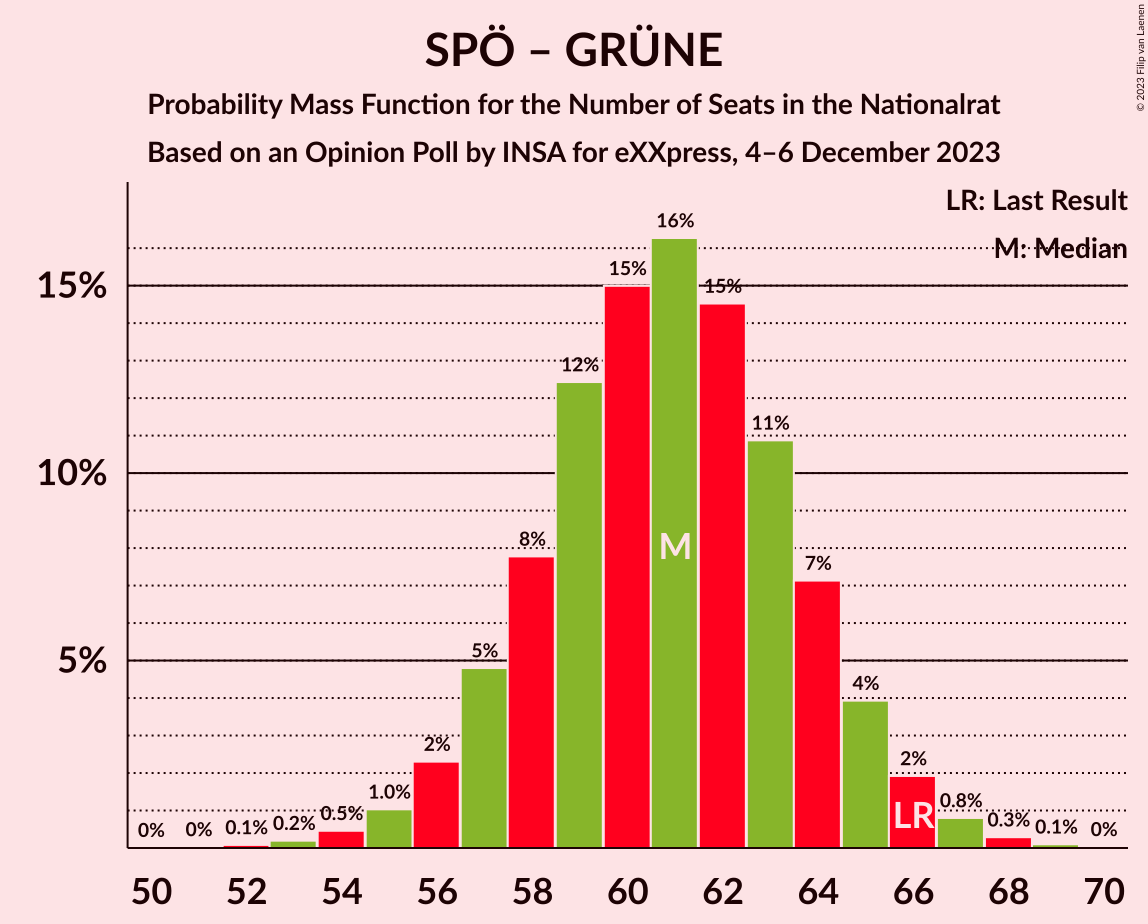 SPÖ – GRÜNE
Probability Mass Function for the Number of Seats in the Nationalrat
Based on an Opinion Poll by INSA for eXXpress, 4–6 December 2023
© 2023 Filip van Laenen
LR: Last Result
M: Median
15%
10%
5%
0%
0%
0.1%
0.2%
0.5%
1.0%
2%
5%
8%
12%
15%
16%
15%
11%
7%
4%
2%
0.8%
0.3%
0.1%
0%
M
LR
50 52 54 56 58 60 62 64 66 68 70